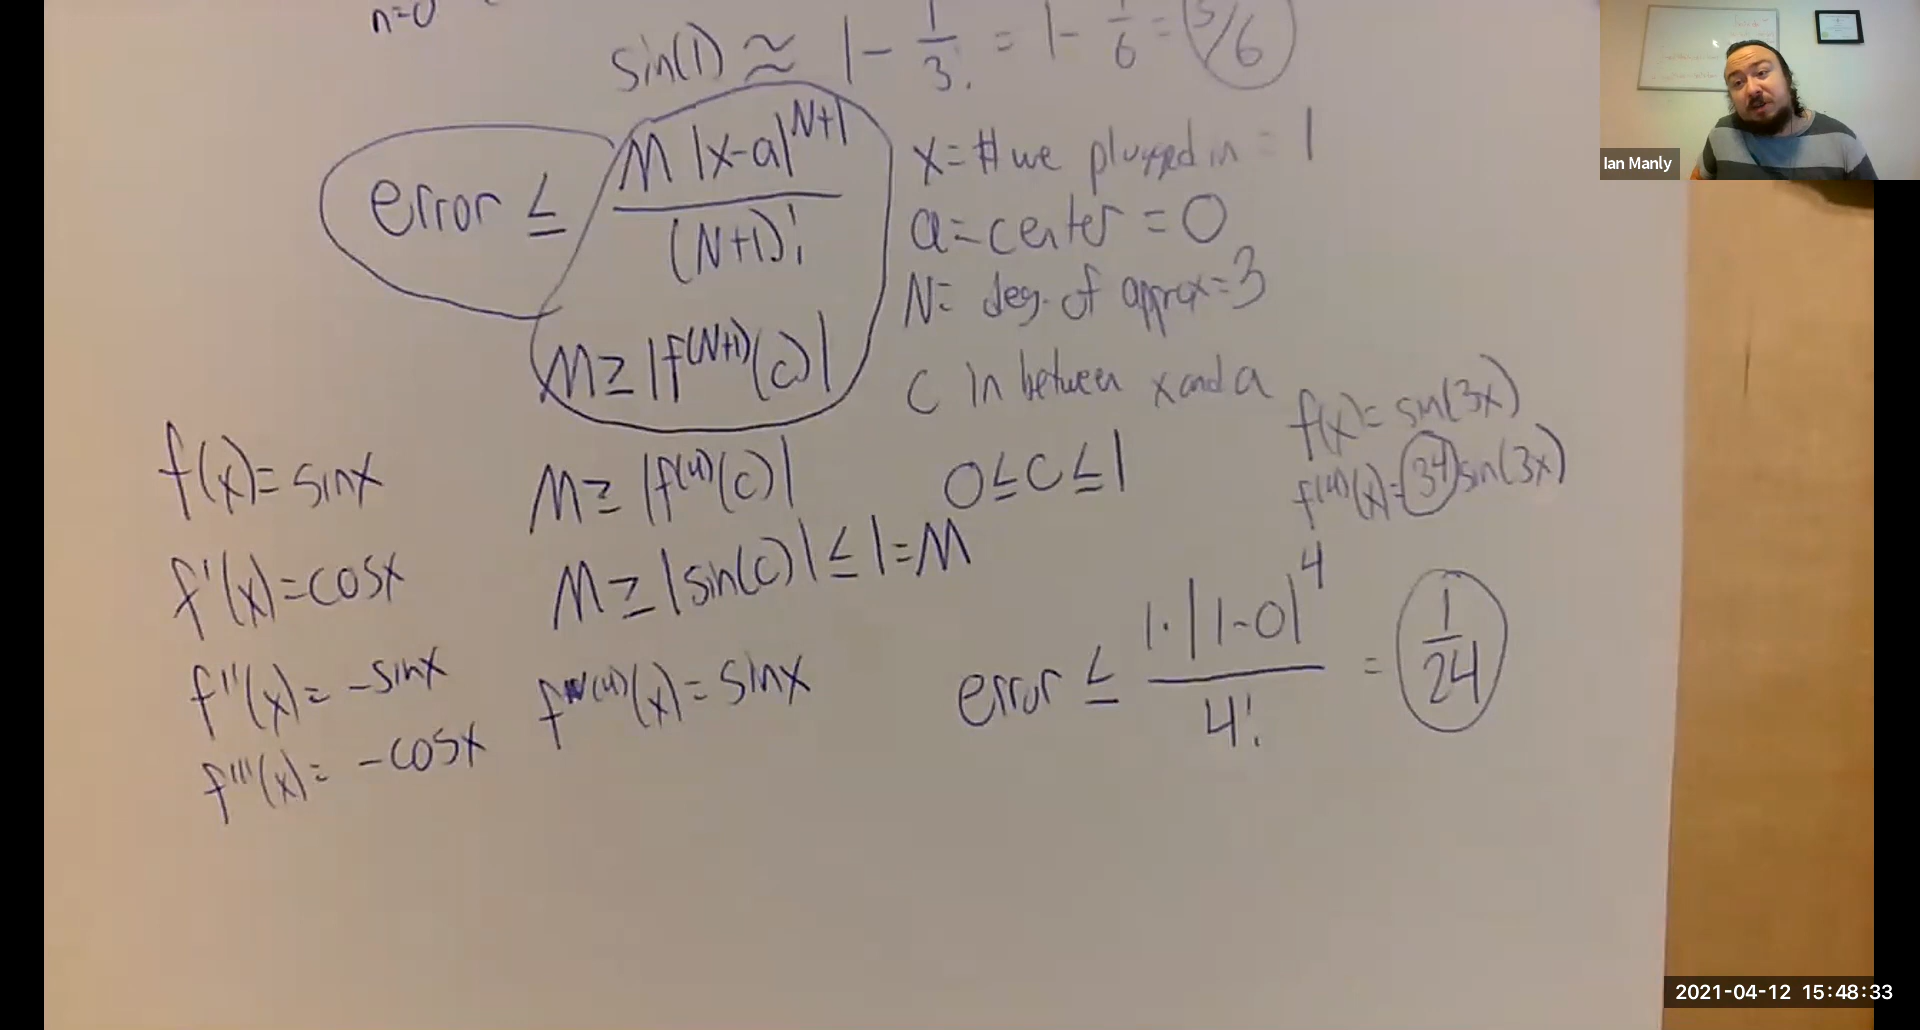 n=0
sin(1) ≈ 1 - 1/3! = 1 - 1/6 = 5/6
error ≤ M|x-a|^(N+1) / (N+1)!
x = # we plugged in = 1
a = center = 0
N = deg. of approx = 3
M ≥ |f^(N+1)(c)|
c in between x and a
f(x) = sin(3x)
f^(4)(x) = 3^4 sin(3x)
f(x) = sinx
M ≥ |f^(4)(c)|
0 ≤ c ≤ 1
f'(x) = cosx
M ≥ |sin(c)| ≤ 1 = M
error ≤ 1·|1-0|^4 / 4! = 1/24
f''(x) = -sinx
f^(4)(x) = sinx
f'''(x) = -cosx
Ian Manly
2021-04-12 15:48:33